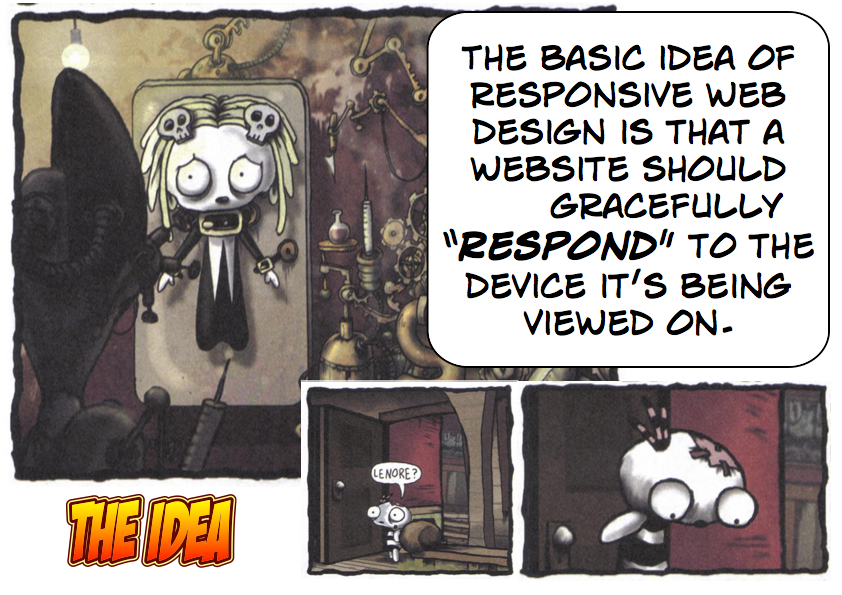 THE BASIC IDEA OF
RESPONSIVE WEB
DESIGN IS THAT A
WEBSITE SHOULD
GRACEFULLY
"RESPOND" TO THE
DEVICE IT'S BEING
VIEWED ON.
LENORE?
THE IDEA